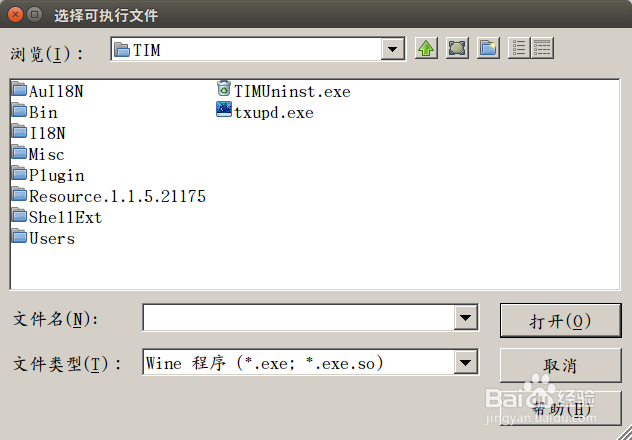 选择可执行文件
浏览(I)： TIM
AuI18N
Bin
I18N
Misc
Plugin
Resource.1.1.5.21175
ShellExt
Users
TIMUninst.exe
txupd.exe
文件名(N):
打开(O)
文件类型(T)： Wine 程序 (*.exe; *.exe.so)
取消
帮助(H)
Baidu经验
jingyan.baidu.com